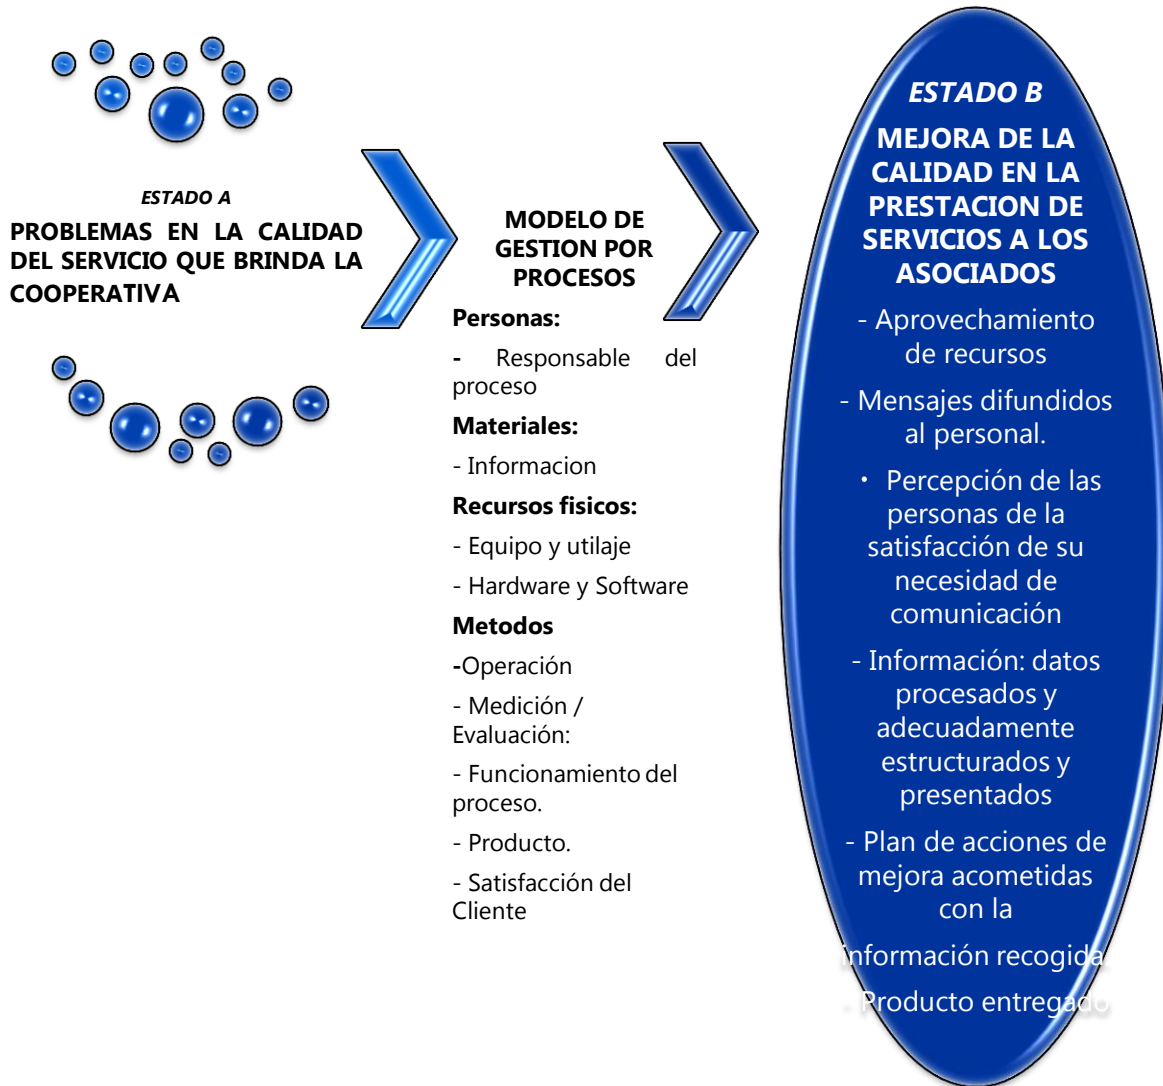 ESTADO A
PROBLEMAS EN LA CALIDAD
DEL SERVICIO QUE BRINDA LA
COOPERATIVA
MODELO DE
GESTION POR
PROCESOS
Personas:
- Responsable del
proceso
Materiales:
- Informacion
Recursos fisicos:
- Equipo y utilaje
- Hardware y Software
Metodos
-Operación
- Medición /
Evaluación:
- Funcionamiento del
proceso.
- Producto.
- Satisfacción del
Cliente
ESTADO B
MEJORA DE LA
CALIDAD EN LA
PRESTACION DE
SERVICIOS A LOS
ASOCIADOS
- Aprovechamiento
de recursos
- Mensajes difundidos
al personal.
• Percepción de las
personas de la
satisfacción de su
necesidad de
comunicación
- Información: datos
procesados y
adecuadamente
estructurados y
presentados
- Plan de acciones de
mejora acometidas
con la
información recogida
- Producto entregado